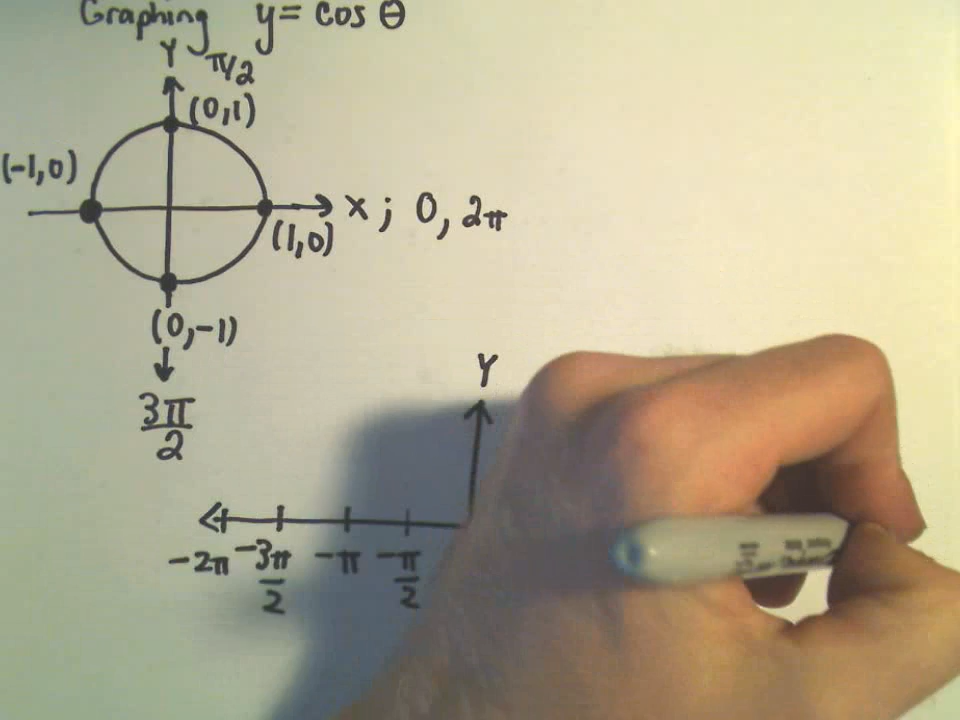 Graphing y = cos θ
Y π/2
(0,1)
(-1,0)
X ; 0, 2π
(1,0)
(0,-1)
3π/2
Y
-2π -3π/2 -π -π/2